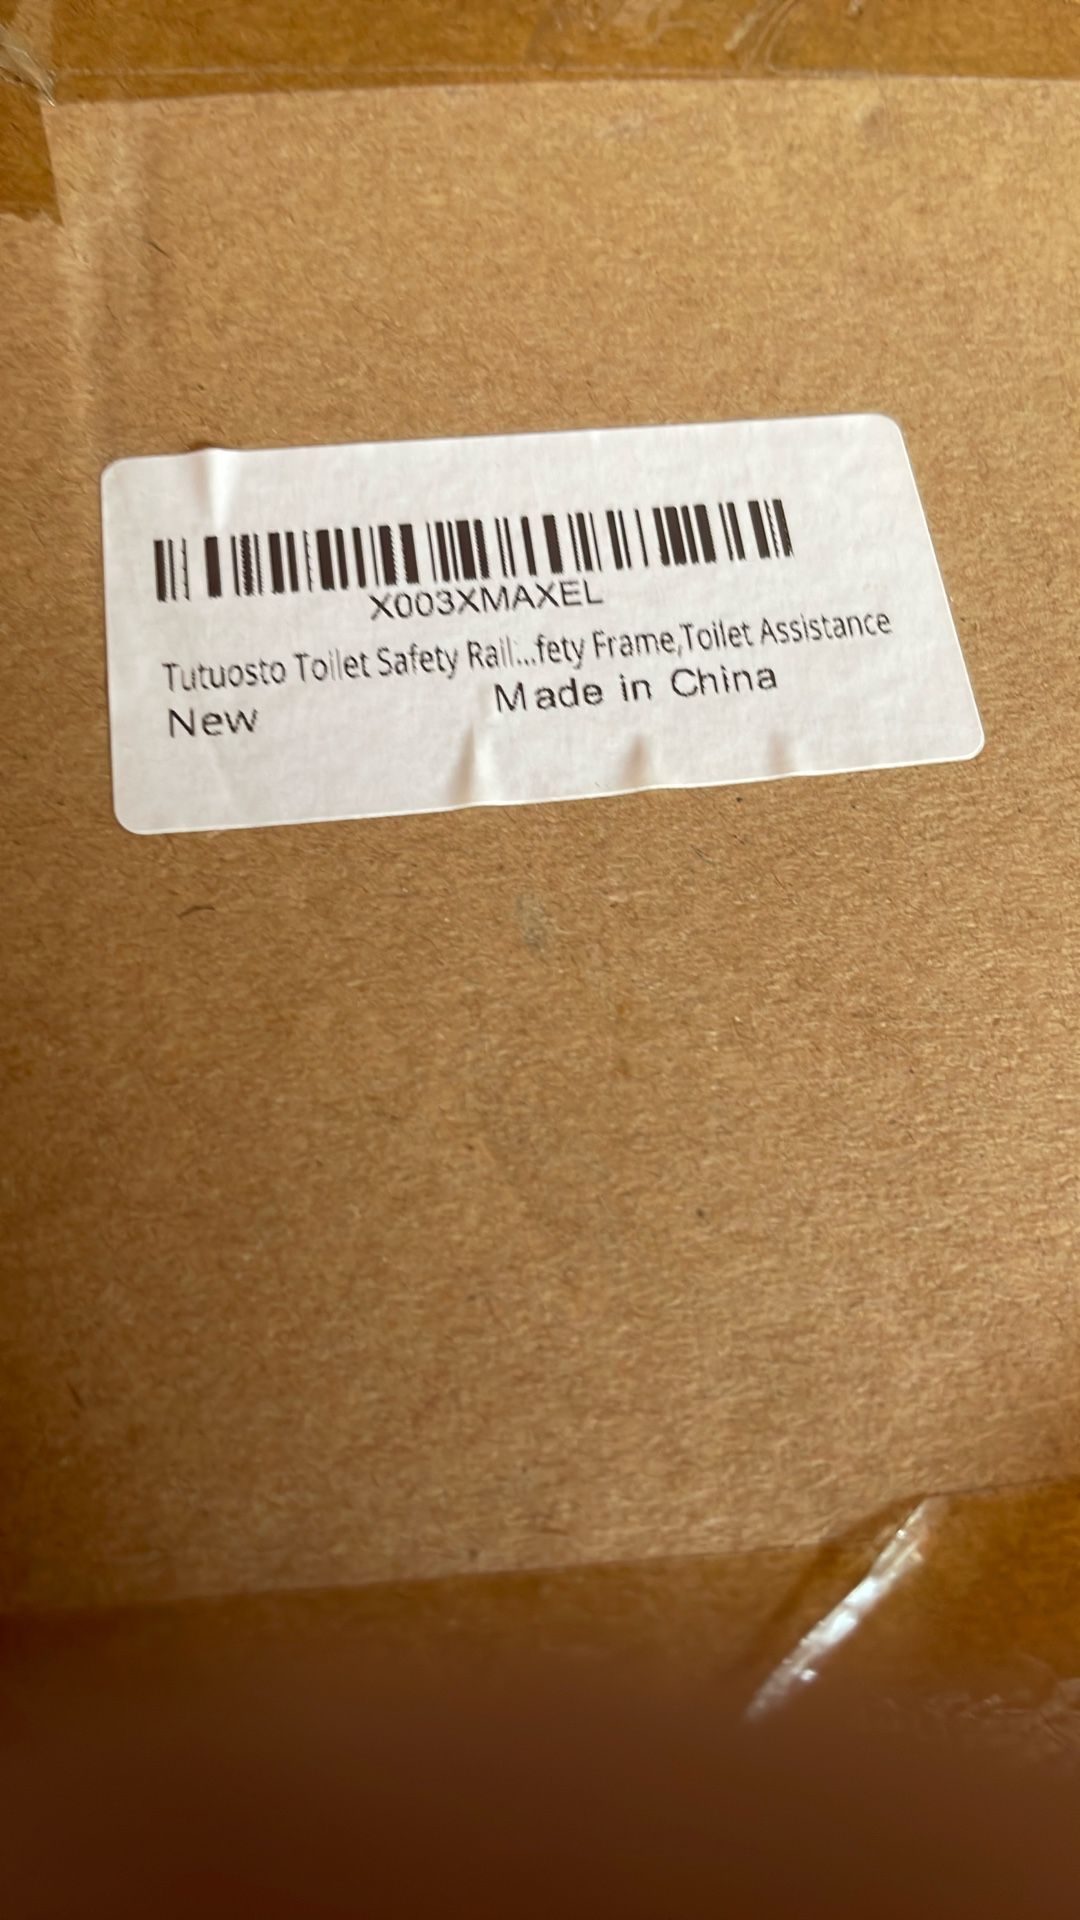 X003XMAXEL
Tutuosto Toilet Safety Rail:...fety Frame,Toilet Assistance
New Made in China